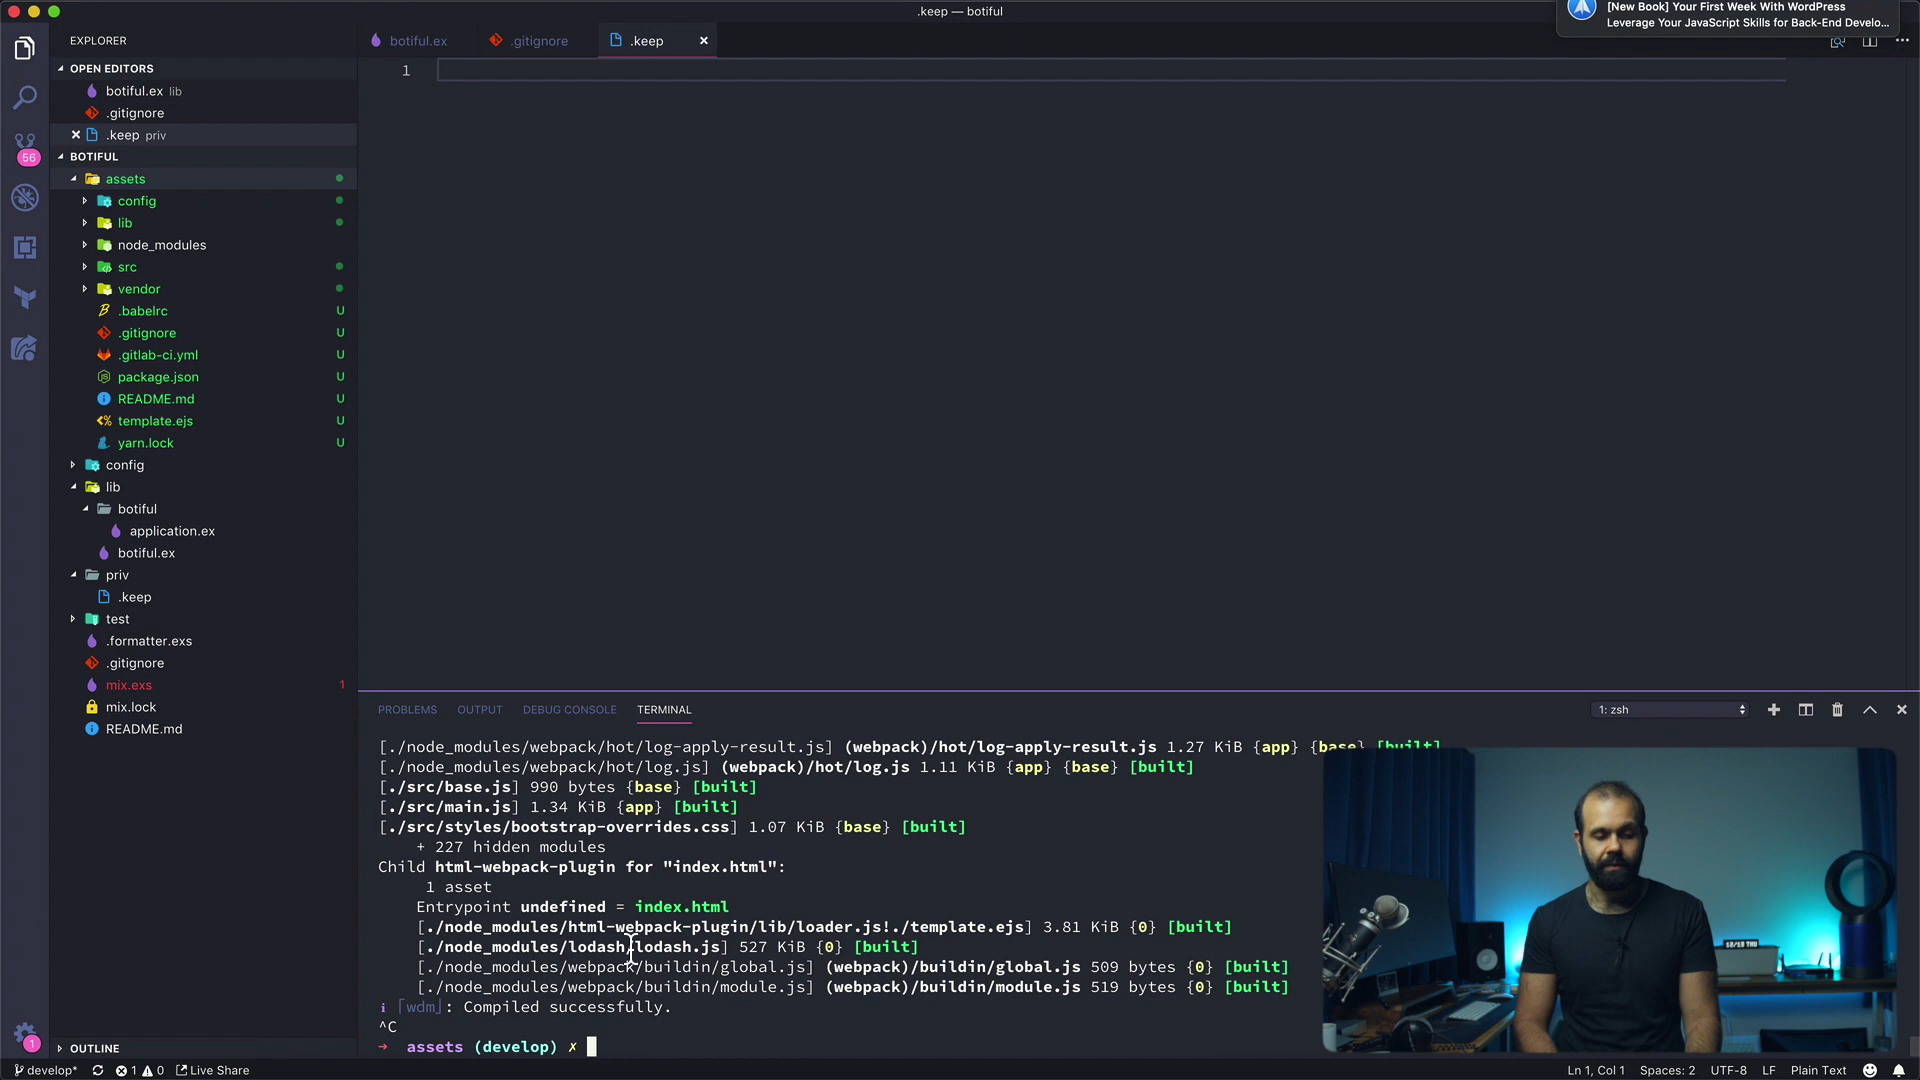 .keep — botiful
[New Book] Your First Week With WordPress
Leverage Your JavaScript Skills for Back-End Develo...
EXPLORER
botiful.ex
.gitignore
.keep
OPEN EDITORS
botiful.ex lib
.gitignore
.keep priv
56
BOTIFUL
assets
config
lib
node_modules
src
vendor
.babelrc U
.gitignore U
.gitlab-ci.yml U
package.json U
README.md U
template.ejs U
yarn.lock U
config
lib
botiful
application.ex
botiful.ex
priv
.keep
test
.formatter.exs
.gitignore
mix.exs 1
mix.lock
README.md
OUTLINE
1
1
PROBLEMS OUTPUT DEBUG CONSOLE TERMINAL
1: zsh
[./node_modules/webpack/hot/log-apply-result.js] (webpack)/hot/log-apply-result.js 1.27 KiB {app} {base} [built]
[./node_modules/webpack/hot/log.js] (webpack)/hot/log.js 1.11 KiB {app} {base} [built]
[./src/base.js] 990 bytes {base} [built]
[./src/main.js] 1.34 KiB {app} [built]
[./src/styles/bootstrap-overrides.css] 1.07 KiB {base} [built]
+ 227 hidden modules
Child html-webpack-plugin for "index.html":
1 asset
Entrypoint undefined = index.html
[./node_modules/html-webpack-plugin/lib/loader.js!./template.ejs] 3.81 KiB {0} [built]
[./node_modules/lodash/lodash.js] 527 KiB {0} [built]
[./node_modules/webpack/buildin/global.js] (webpack)/buildin/global.js 509 bytes {0} [built]
[./node_modules/webpack/buildin/module.js] (webpack)/buildin/module.js 519 bytes {0} [built]
ℹ ｢wdm｣: Compiled successfully.
^C
➜ assets (develop) ✗
12/18 THU
develop* 1 0 Live Share
Ln 1, Col 1 Spaces: 2 UTF-8 LF Plain Text